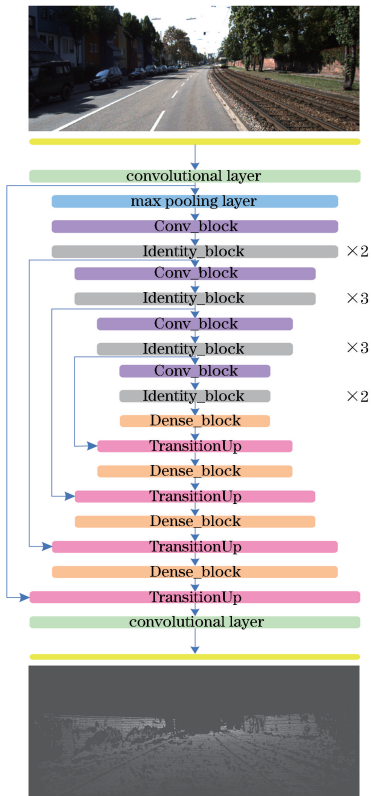 convolutional layer
max pooling layer
Conv_block
Identity_block ×2
Conv_block
Identity_block ×3
Conv_block
Identity_block ×3
Conv_block
Identity_block ×2
Dense_block
TransitionUp
Dense_block
TransitionUp
Dense_block
TransitionUp
Dense_block
TransitionUp
convolutional layer